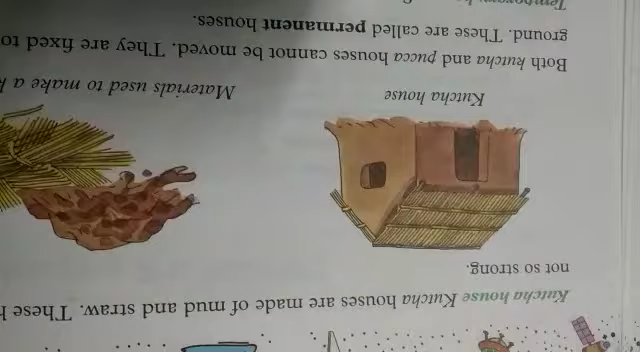 Kutcha house Kutcha houses are made of mud and straw. These
not so strong.
Kutcha house
Materials used to make a
Both kutcha and pucca houses cannot be moved. They are fixed to
ground. These are called permanent houses.